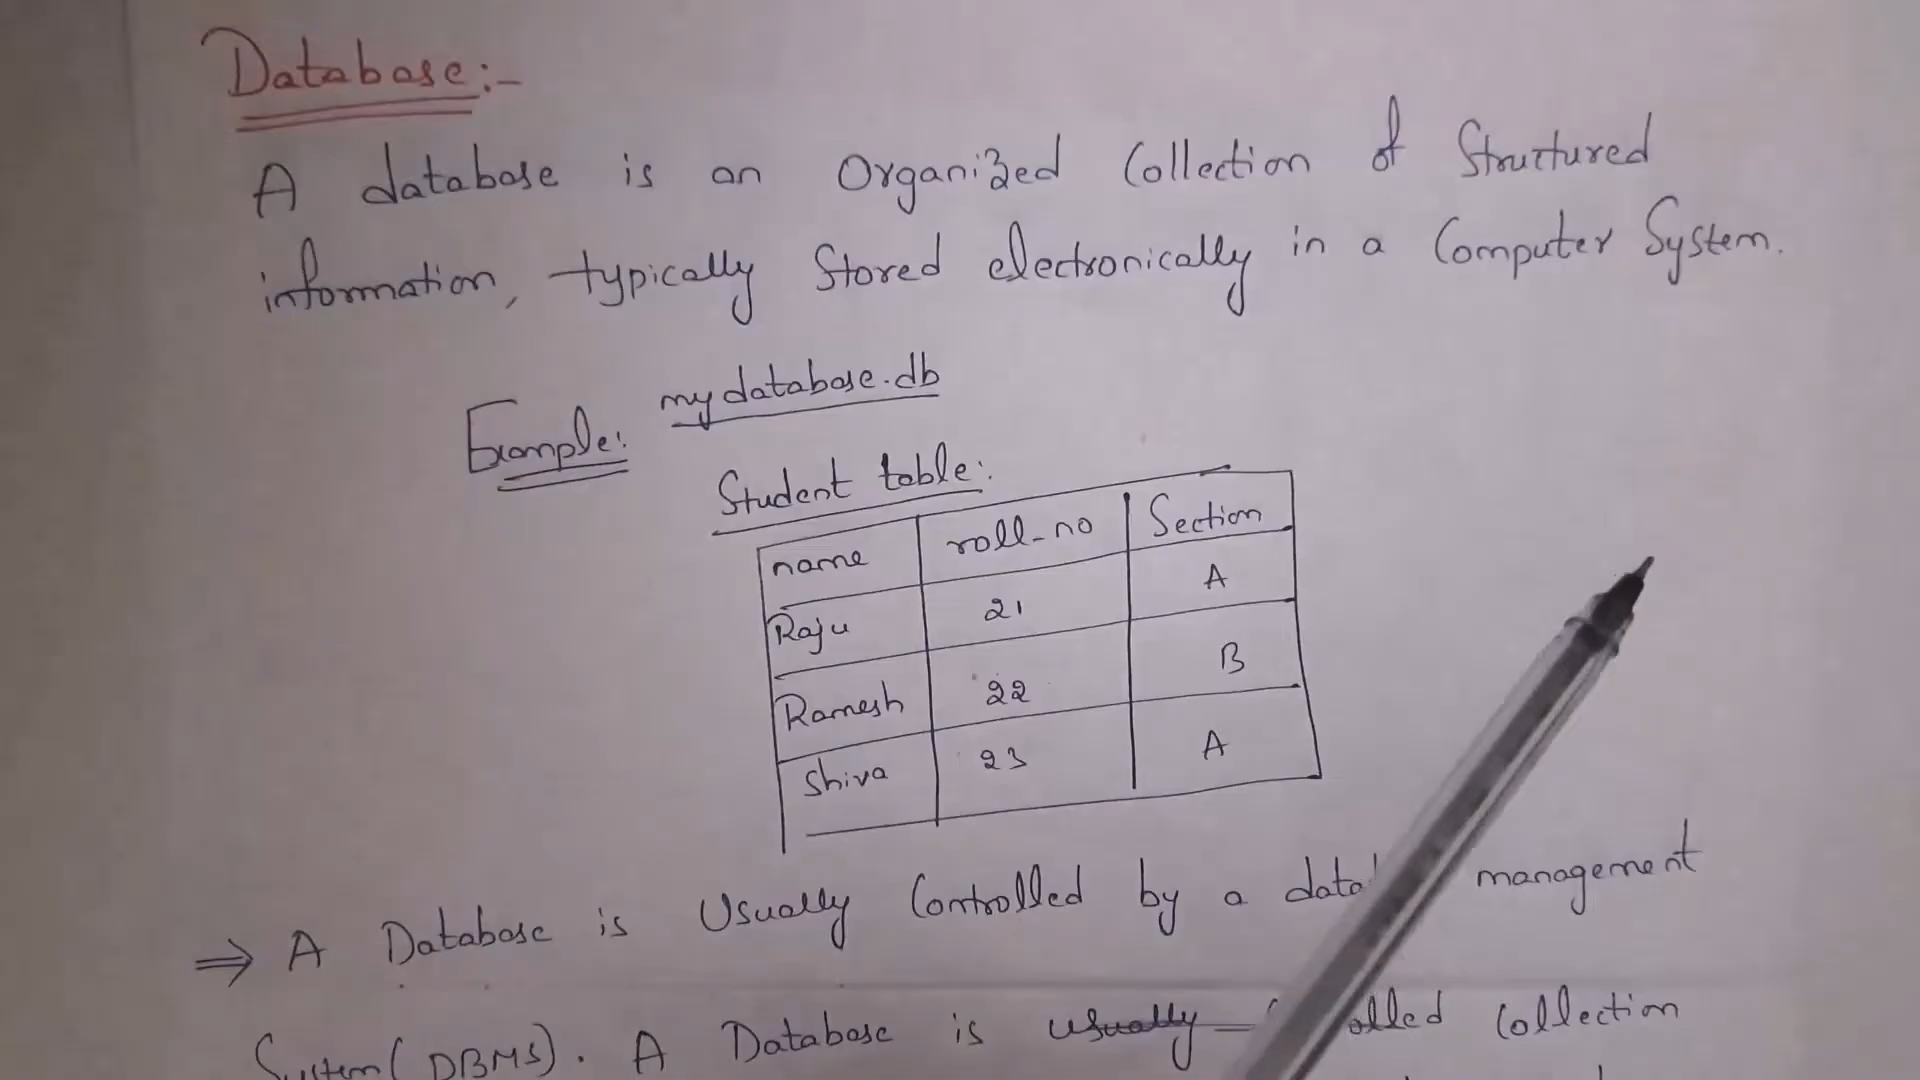 Database:-
A database is an Organized Collection of Structured
information, typically Stored electronically in a Computer System.
Example: mydatabase.db
Student table:
name roll-no Section
Raju 21 A
Ramesh 22 B
Shiva 23 A
⇒ A Database is Usually Controlled by a management
System (DBMS). A Database is usually Collection